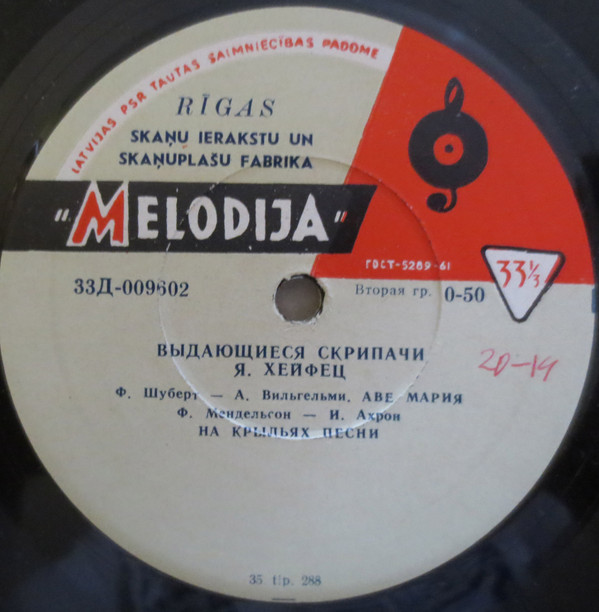 LATVIJAS PSR TAUTAS SAIMNIECĪBAS PADOME
RĪGAS
SKAŅU IERAKSTU UN
SKAŅUPLAŠU FABRIKA
"MELODIJA"
ГОСТ-5289-61
33⅓
33Д-009602
Вторая гр. 0-50
ВЫДАЮЩИЕСЯ СКРИПАЧИ
Я. ХЕЙФЕЦ
20-14
Ф. Шуберт — А. Вильгельми. АВЕ МАРИЯ
Ф. Мендельсон — И. Ахрон
НА КРЫЛЬЯХ ПЕСНИ
35 tip. 288